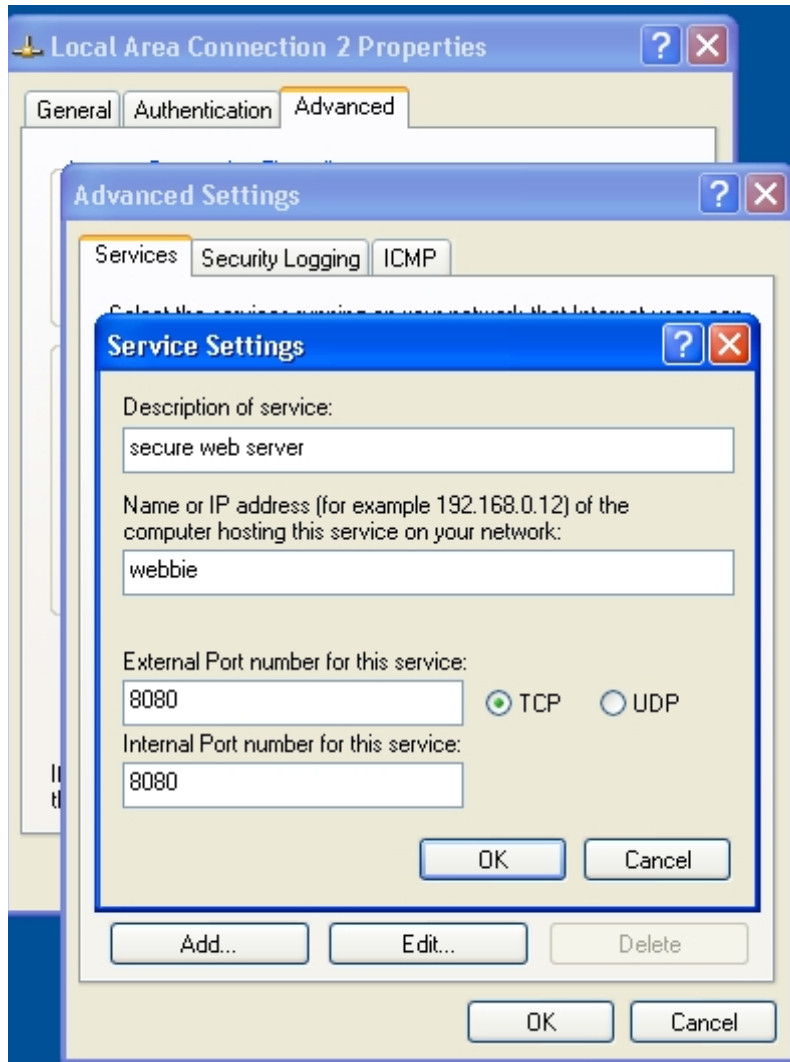 Local Area Connection 2 Properties
General Authentication Advanced
Advanced Settings
Services Security Logging ICMP
Service Settings
Description of service:
secure web server
Name or IP address (for example 192.168.0.12) of the
computer hosting this service on your network:
webbie
External Port number for this service:
8080 TCP UDP
Internal Port number for this service:
8080
OK Cancel
Add... Edit... Delete
OK Cancel